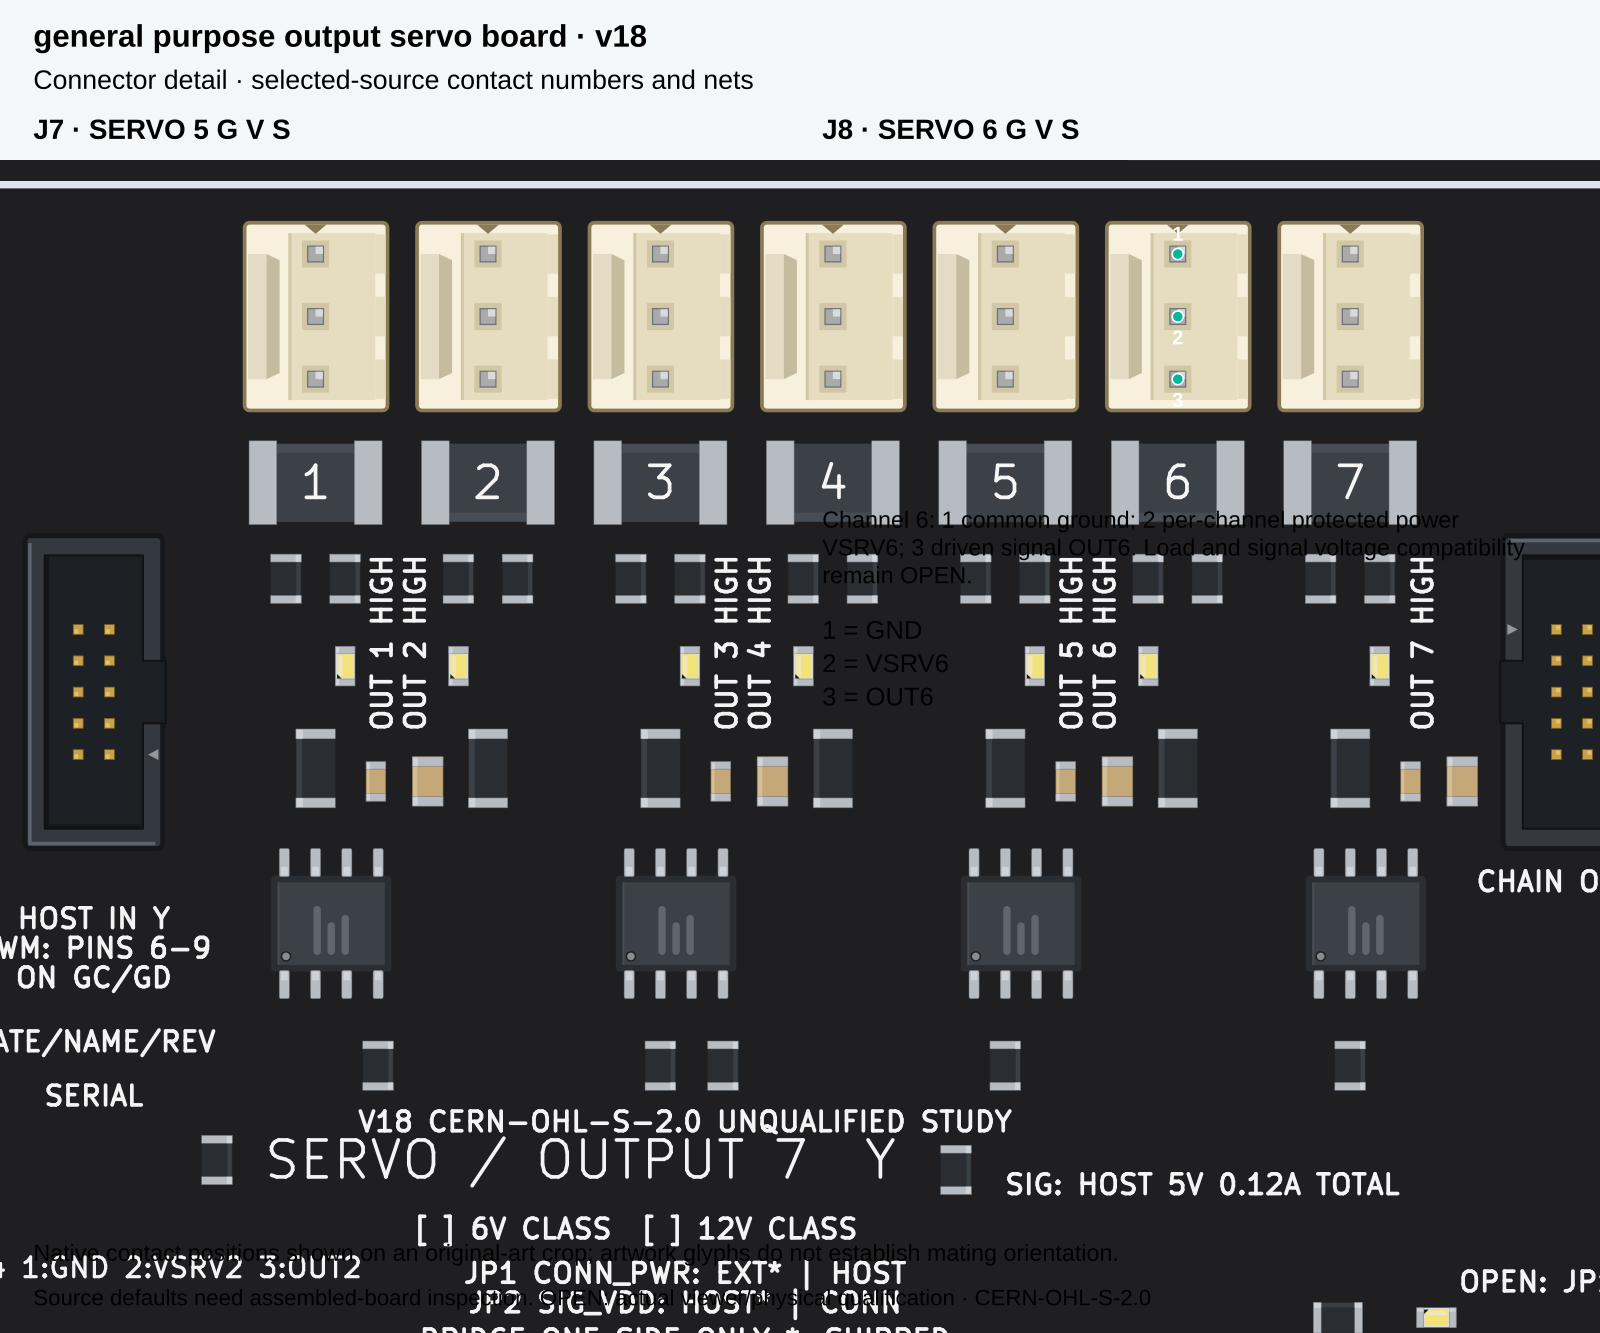 general purpose output servo board · v18
Connector detail · selected-source contact numbers and nets
J7 · SERVO 5 G V S
J8 · SERVO 6 G V S
1
2
3
1 2 3 4 5 6 7
Channel 6: 1 common ground; 2 per-channel protected power
VSRV6; 3 driven signal OUT6. Load and signal voltage compatibility
remain OPEN.
OUT 1 HIGH
OUT 2 HIGH
OUT 3 HIGH
OUT 4 HIGH
OUT 5 HIGH
OUT 6 HIGH
OUT 7 HIGH
1 = GND
2 = VSRV6
3 = OUT6
CHAIN O
HOST IN Y
WM: PINS 6-9
ON GC/GD
ATE/NAME/REV
SERIAL
V18 CERN-OHL-S-2.0 UNQUALIFIED STUDY
SERVO / OUTPUT 7 Y
SIG: HOST 5V 0.12A TOTAL
[ ] 6V CLASS [ ] 12V CLASS
Native contact positions shown on an original-art crop; artwork glyphs do not establish mating orientation.
1:GND 2:VSRV2 3:OUT2
JP1 CONN_PWR: EXT* | HOST
OPEN: JP
Source defaults need assembled-board inspection. OPEN: actual viewer/physical qualification · CERN-OHL-S-2.0
JP2 SIG_VDD: HOST* | CONN
BRIDGE ONE SIDE ONLY * SHIPPED